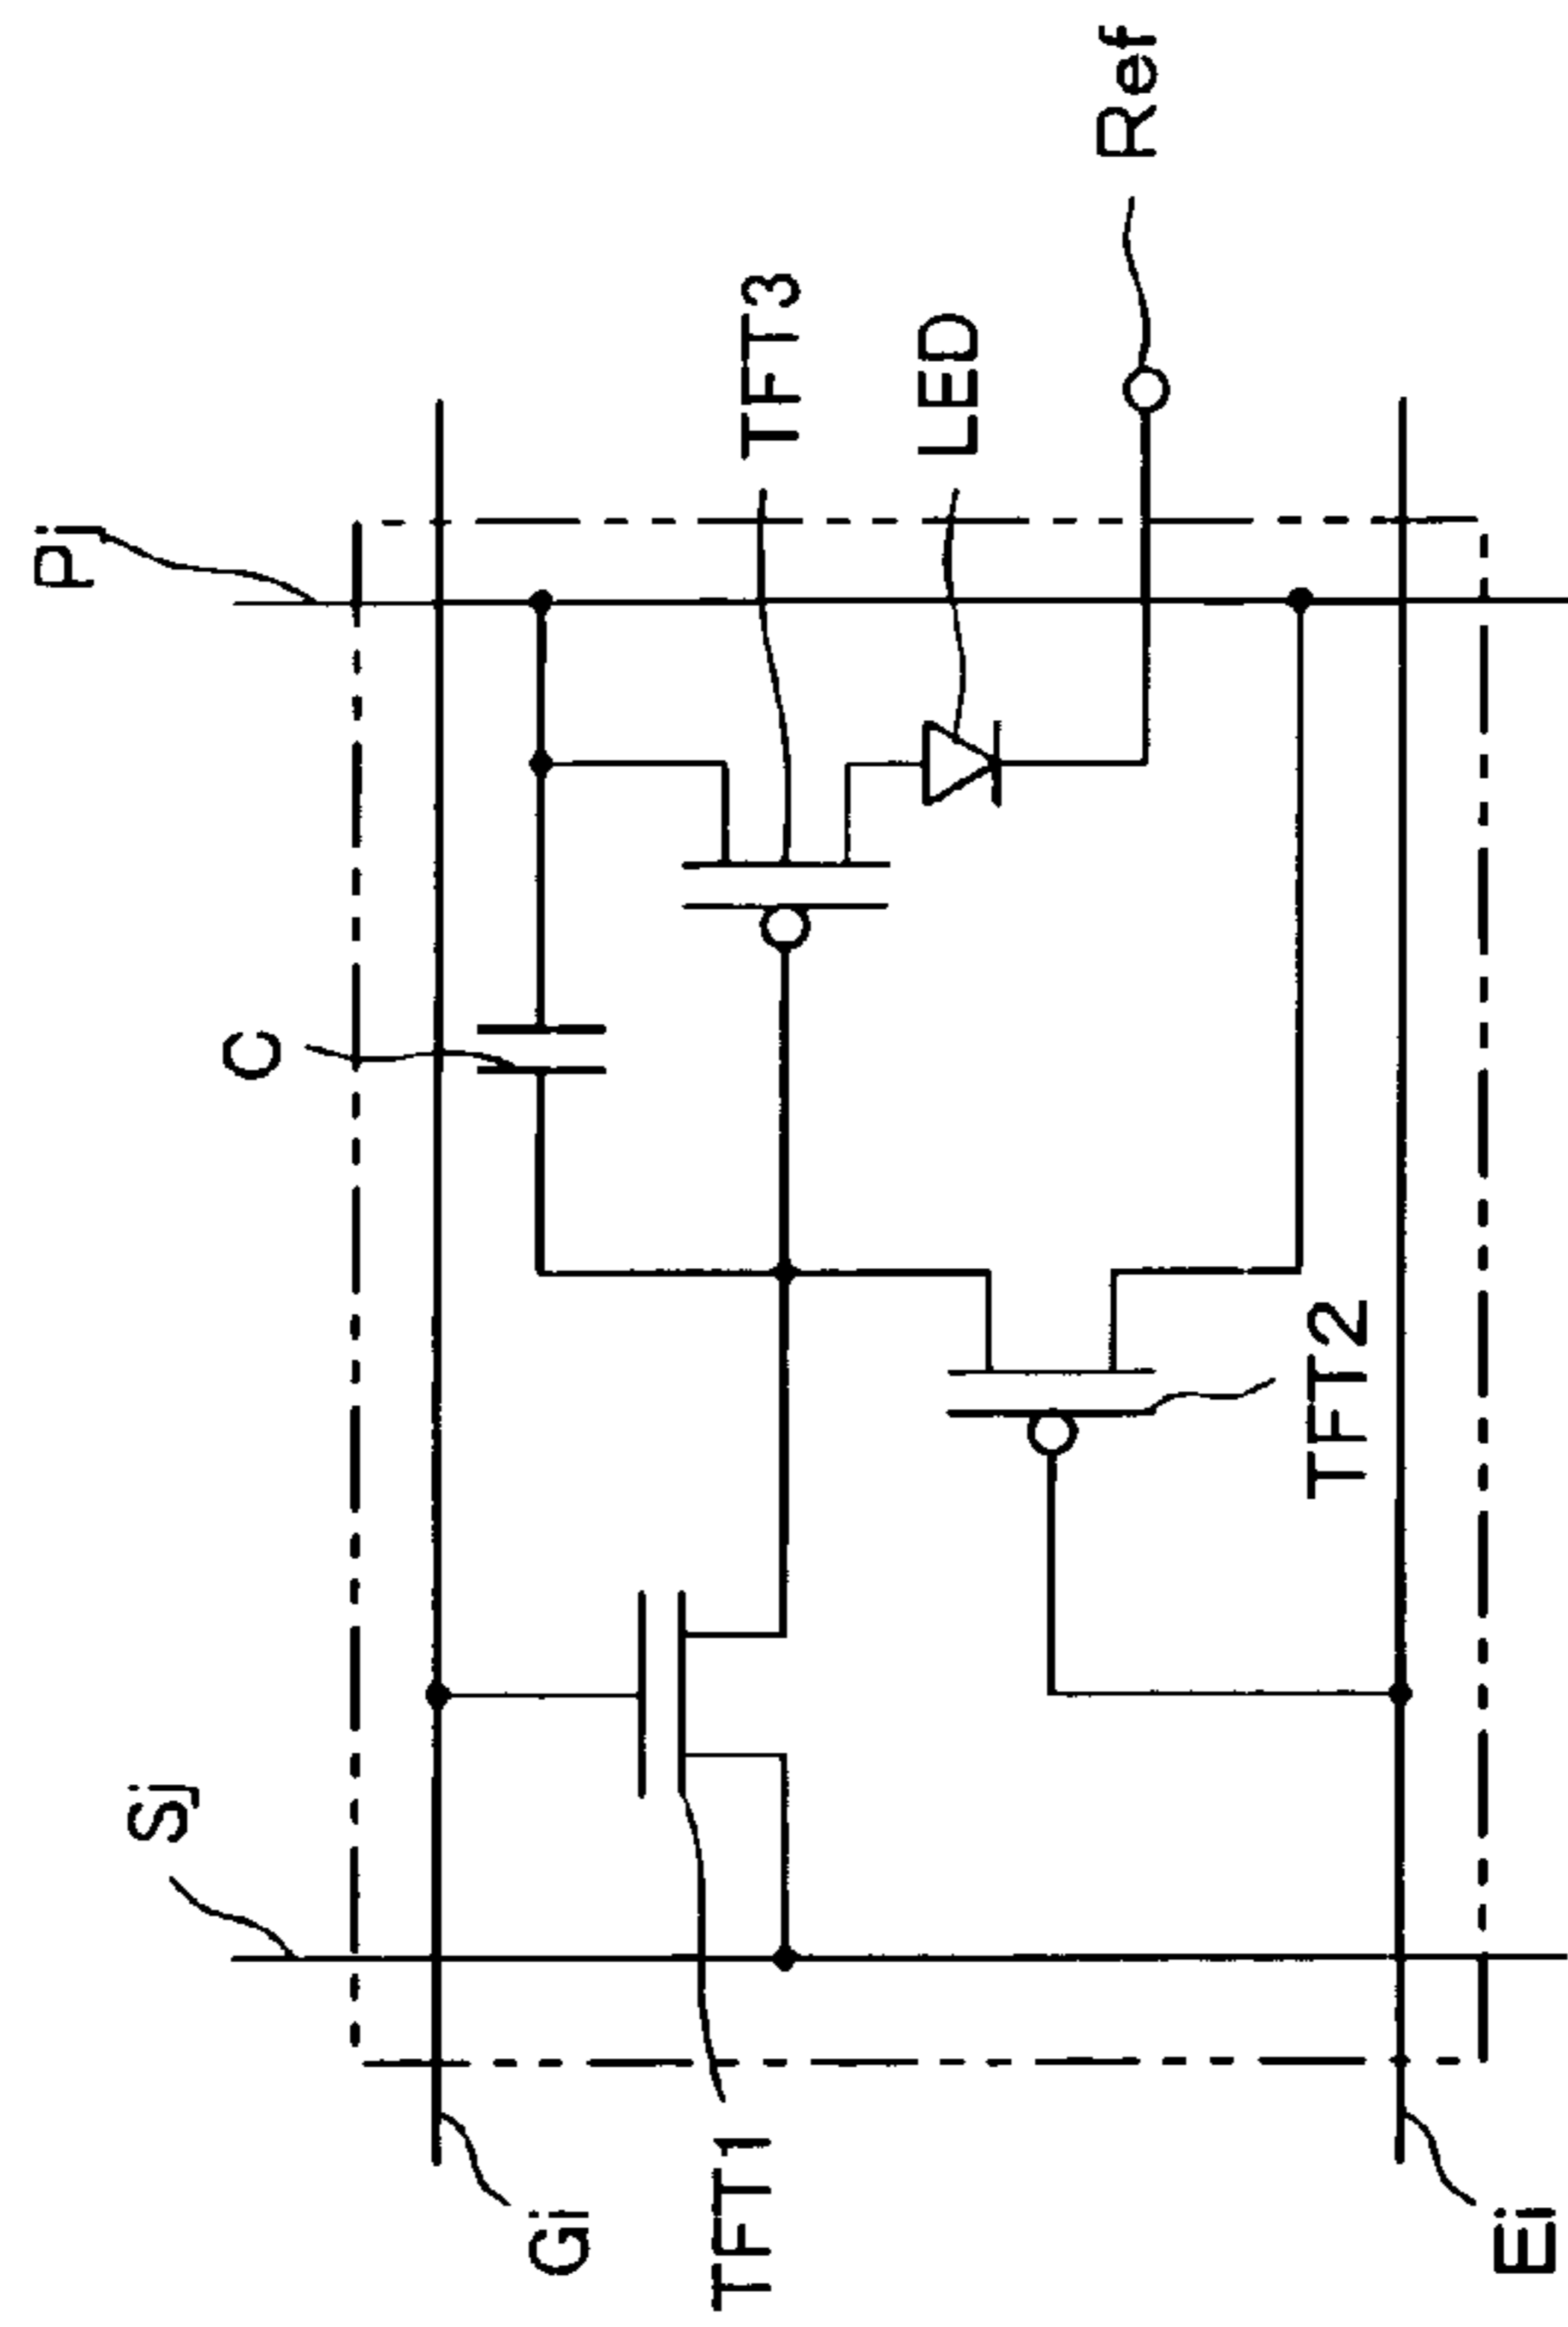 Pj
Sj
C
Gi
TFT1
TFT3
LED
Ref
TFT2
Ei